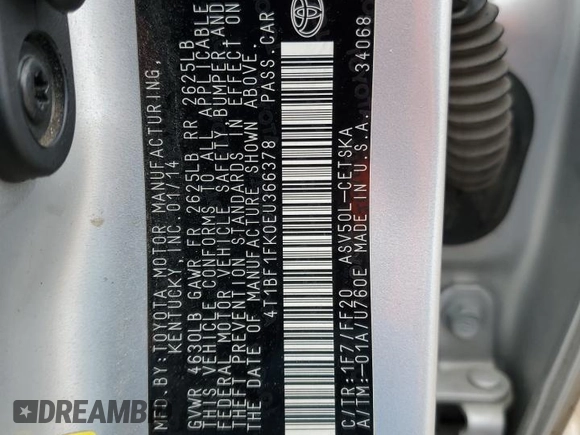 MFD BY:TOYOTA MOTOR MANUFACTURING,
KENTUCKY, INC. 01/14
GVWR 4630LB GAWR FR 2625LB RR 2625LB
THIS VEHICLE CONFORMS TO ALL APPLICABLE
FEDERAL MOTOR VEHICLE SAFETY, BUMPER, AND
THEFT PREVENTION STANDARDS IN EFFECT ON
THE DATE OF MANUFACTURE SHOWN ABOVE.
4T1BF1FK0EU366378 PASS.CAR
C/TR:1F7/FF20 ASV50L-CETSKA
A/TM:-01A/U760E MADE IN U.S.A. 34068